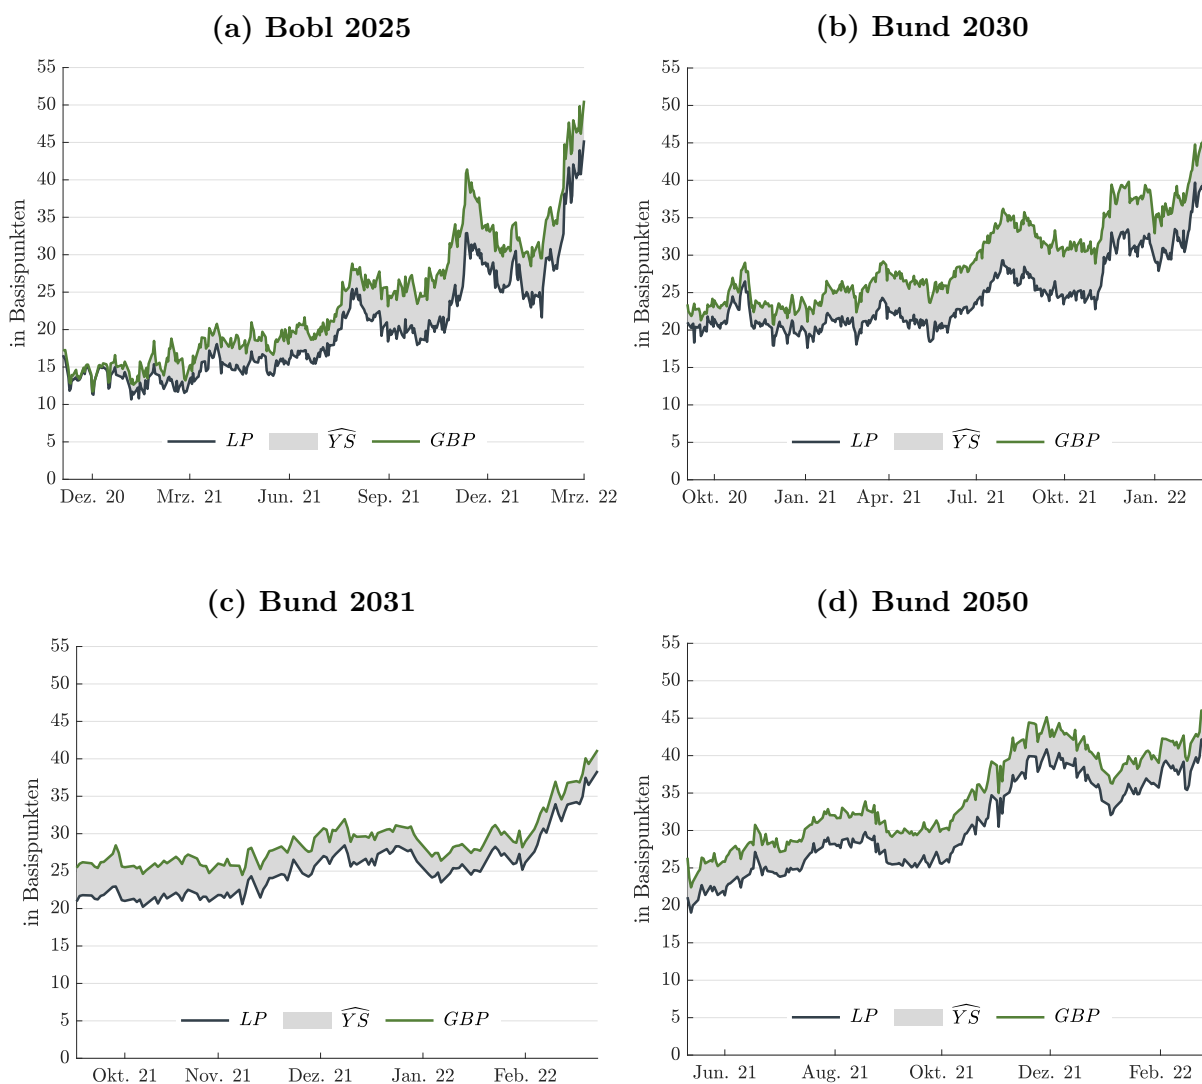 (a) Bobl 2025
55
50
45
40
35
30
25
20
15
10
5
0
in Basispunkten
LP
YS
GBP
Dez. 20 Mrz. 21 Jun. 21 Sep. 21 Dez. 21 Mrz. 22
(b) Bund 2030
55
50
45
40
35
30
25
20
15
10
5
0
in Basispunkten
LP
YS
GBP
Okt. 20 Jan. 21 Apr. 21 Jul. 21 Okt. 21 Jan. 22
(c) Bund 2031
55
50
45
40
35
30
25
20
15
10
5
0
in Basispunkten
LP
YS
GBP
Okt. 21 Nov. 21 Dez. 21 Jan. 22 Feb. 22
(d) Bund 2050
55
50
45
40
35
30
25
20
15
10
5
0
in Basispunkten
LP
YS
GBP
Jun. 21 Aug. 21 Okt. 21 Dez. 21 Feb. 22